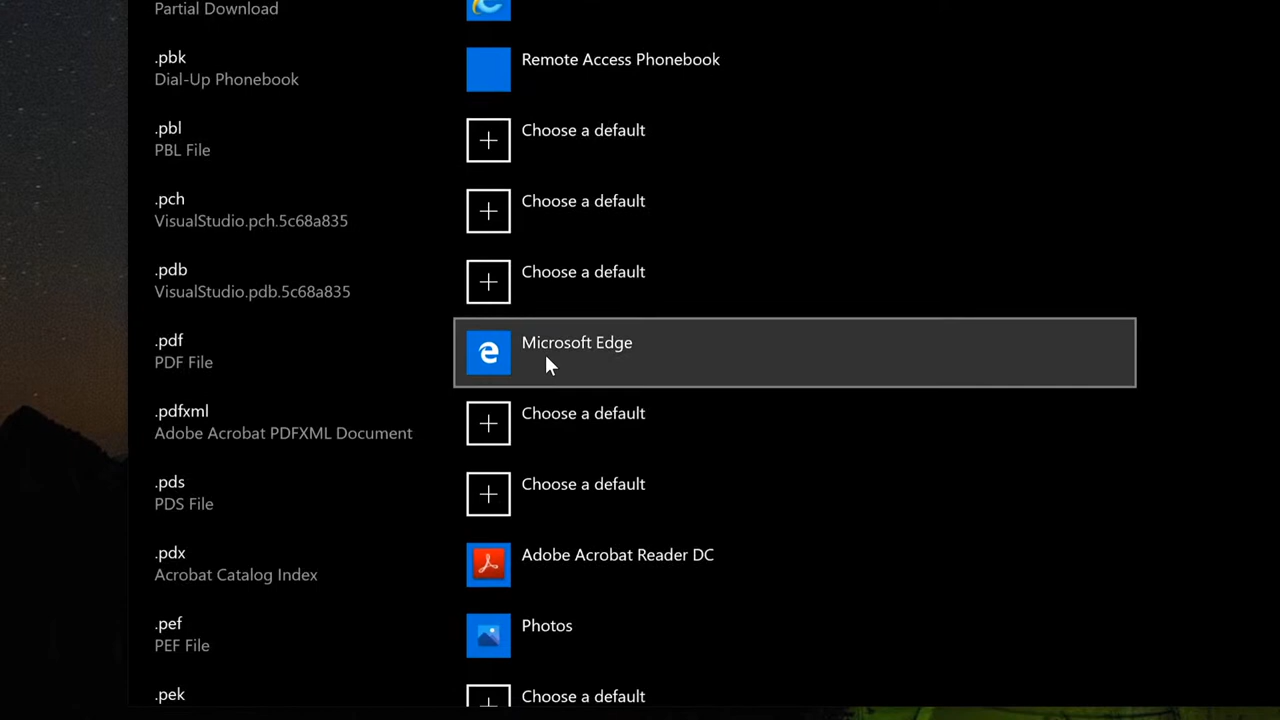 Partial Download
.pbk
Dial-Up Phonebook
Remote Access Phonebook
.pbl
PBL File
Choose a default
.pch
VisualStudio.pch.5c68a835
Choose a default
.pdb
VisualStudio.pdb.5c68a835
Choose a default
.pdf
PDF File
Microsoft Edge
.pdfxml
Adobe Acrobat PDFXML Document
Choose a default
.pds
PDS File
Choose a default
.pdx
Acrobat Catalog Index
Adobe Acrobat Reader DC
.pef
PEF File
Photos
.pek
Choose a default